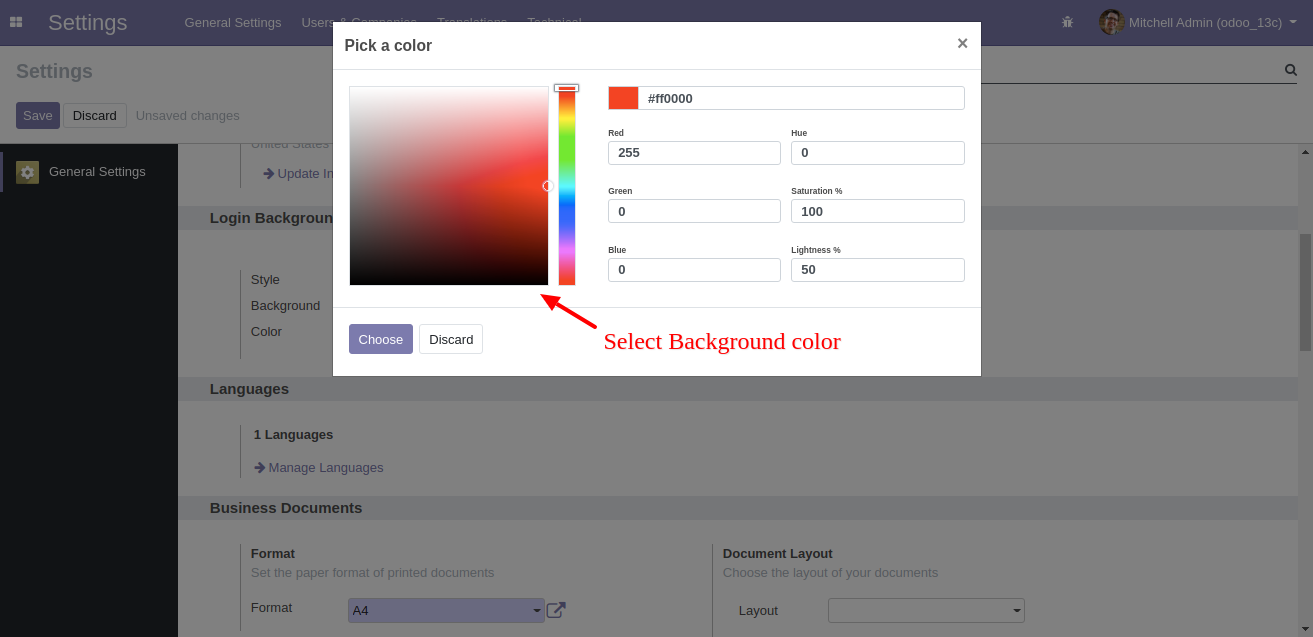 Settings
General Settings
Users & Companies
Translations
Technical
Mitchell Admin (odoo_13c)
Pick a color
×
Settings
Save
Discard
Unsaved changes
#ff0000
Red
Hue
255
0
Green
Saturation %
0
100
Blue
Lightness %
0
50
Choose
Discard
Select Background color
General Settings
United States
Update In
Login Backgroun
Style
Background
Color
Languages
1 Languages
Manage Languages
Business Documents
Format
Set the paper format of printed documents
Format
A4
Document Layout
Choose the layout of your documents
Layout